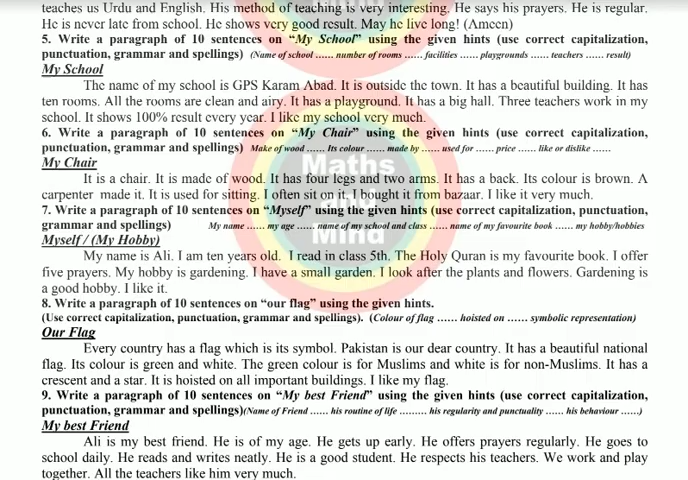 teaches us Urdu and English. His method of teaching is very interesting. He says his prayers. He is regular.
He is never late from school. He shows very good result. May he live long! (Ameen)
5. Write a paragraph of 10 sentences on “My School” using the given hints (use correct capitalization,
punctuation, grammar and spellings) (Name of school ...... number of rooms ...... facilities ...... playgrounds ...... teachers ...... result)
My School
The name of my school is GPS Karam Abad. It is outside the town. It has a beautiful building. It has
ten rooms. All the rooms are clean and airy. It has a playground. It has a big hall. Three teachers work in my
school. It shows 100% result every year. I like my school very much.
6. Write a paragraph of 10 sentences on “My Chair” using the given hints (use correct capitalization,
punctuation, grammar and spellings) Make of wood ...... Its colour ...... made by ...... used for ...... price ...... like or dislike ......
My Chair
It is a chair. It is made of wood. It has four legs and two arms. It has a back. Its colour is brown. A
carpenter made it. It is used for sitting. I often sit on it. I bought it from bazaar. I like it very much.
7. Write a paragraph of 10 sentences on “Myself” using the given hints (use correct capitalization, punctuation,
grammar and spellings) My name ...... my age ...... name of my school and class ...... name of my favourite book ...... my hobby/hobbies
Myself / (My Hobby)
My name is Ali. I am ten years old. I read in class 5th. The Holy Quran is my favourite book. I offer
five prayers. My hobby is gardening. I have a small garden. I look after the plants and flowers. Gardening is
a good hobby. I like it.
8. Write a paragraph of 10 sentences on “our flag” using the given hints.
(Use correct capitalization, punctuation, grammar and spellings). (Colour of flag ...... hoisted on ...... symbolic representation)
Our Flag
Every country has a flag which is its symbol. Pakistan is our dear country. It has a beautiful national
flag. Its colour is green and white. The green colour is for Muslims and white is for non-Muslims. It has a
crescent and a star. It is hoisted on all important buildings. I like my flag.
9. Write a paragraph of 10 sentences on “My best Friend” using the given hints (use correct capitalization,
punctuation, grammar and spellings)(Name of Friend ...... his routine of life ......... his regularity and punctuality ...... his behaviour ......)
My best Friend
Ali is my best friend. He is of my age. He gets up early. He offers prayers regularly. He goes to
school daily. He reads and writes neatly. He is a good student. He respects his teachers. We work and play
together. All the teachers like him very much.
Maths
and
Mind